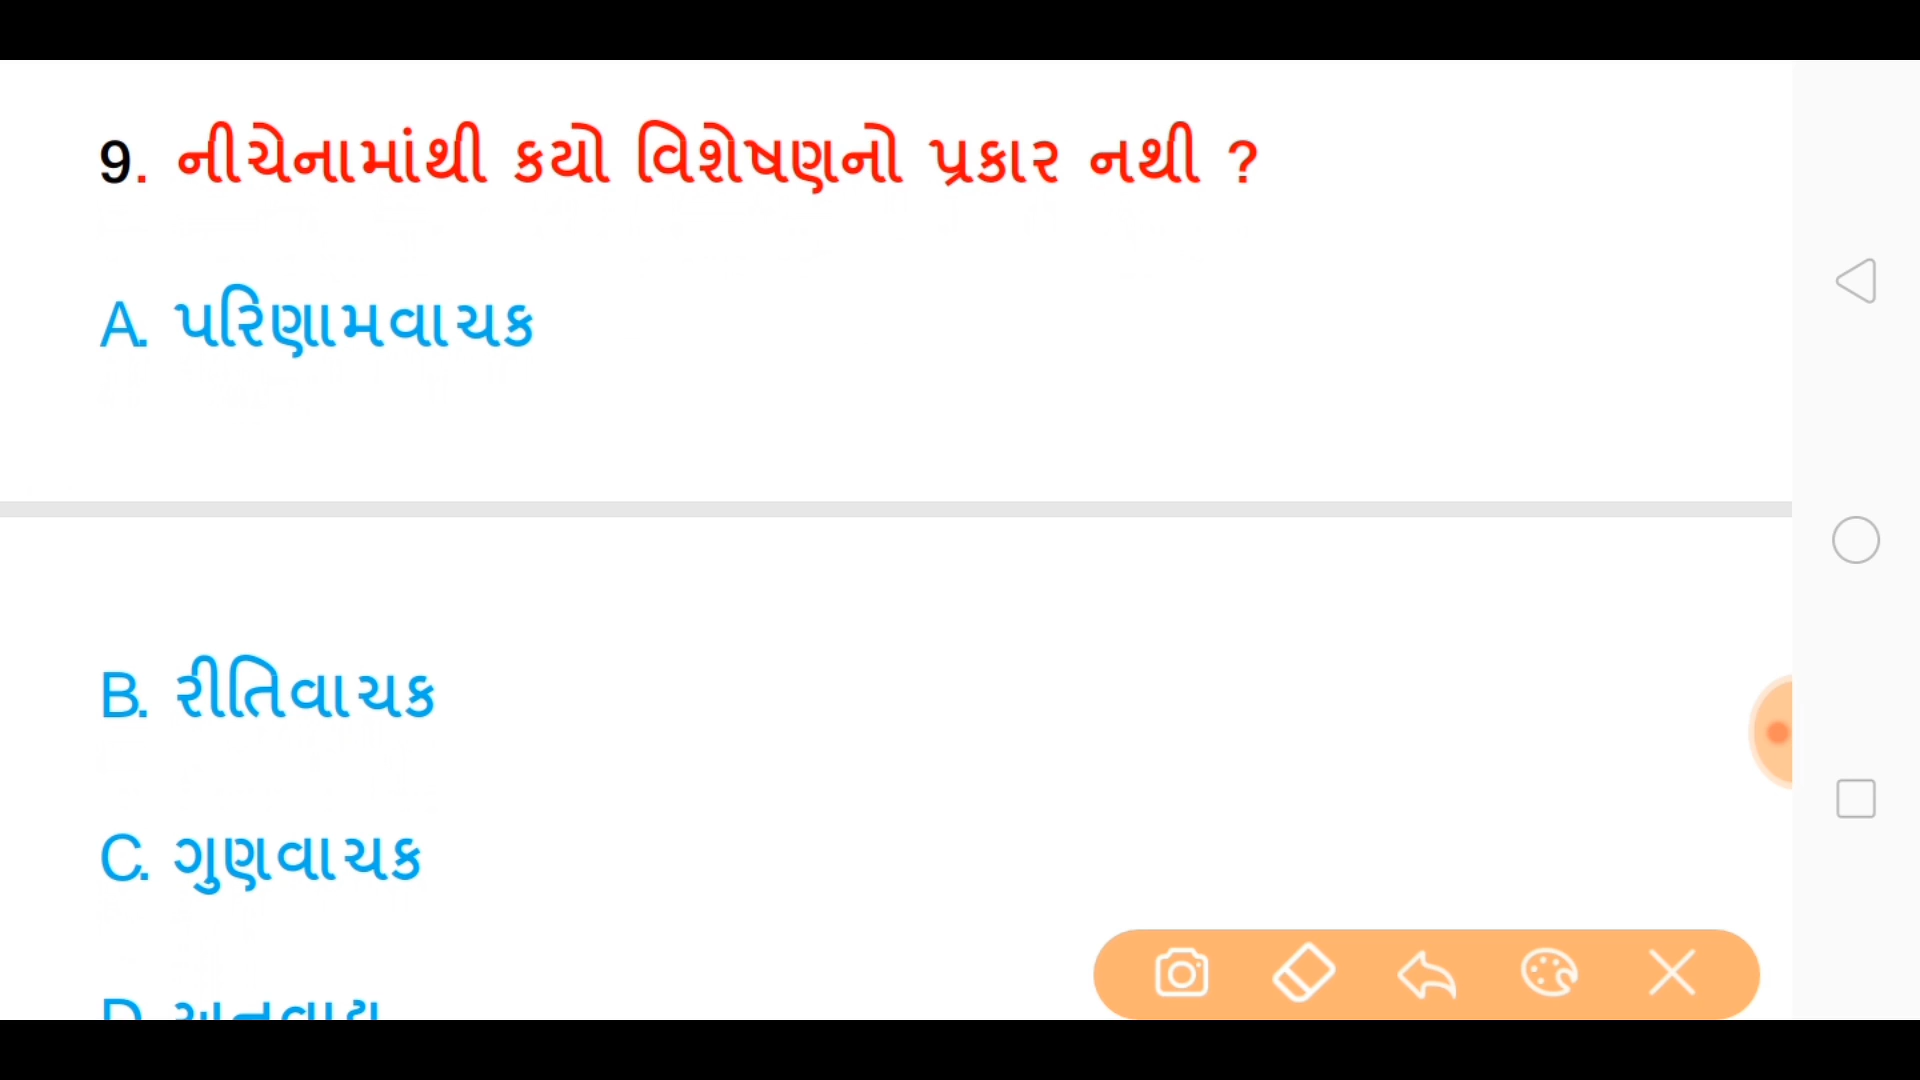 9. નીચેનામાંથી કયો વિશેષણનો પ્રકાર નથી ?
A. પરિણામવાચક
B. રીતિવાચક
C. ગુણવાચક
D.